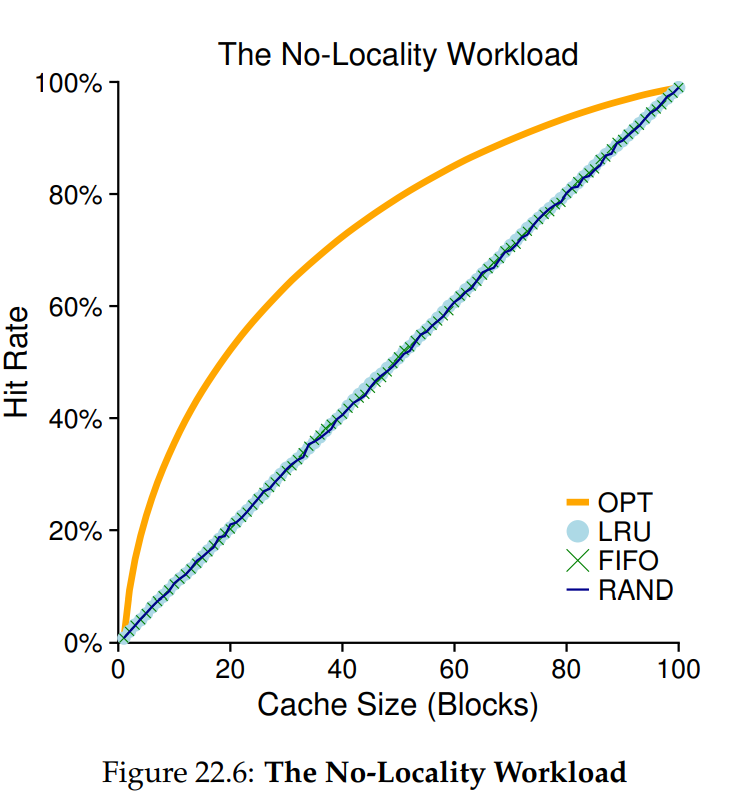 The No-Locality Workload
100%
80%
60%
40%
20%
0%
Hit Rate
0 20 40 60 80 100
Cache Size (Blocks)
OPT
LRU
FIFO
RAND
Figure 22.6: The No-Locality Workload